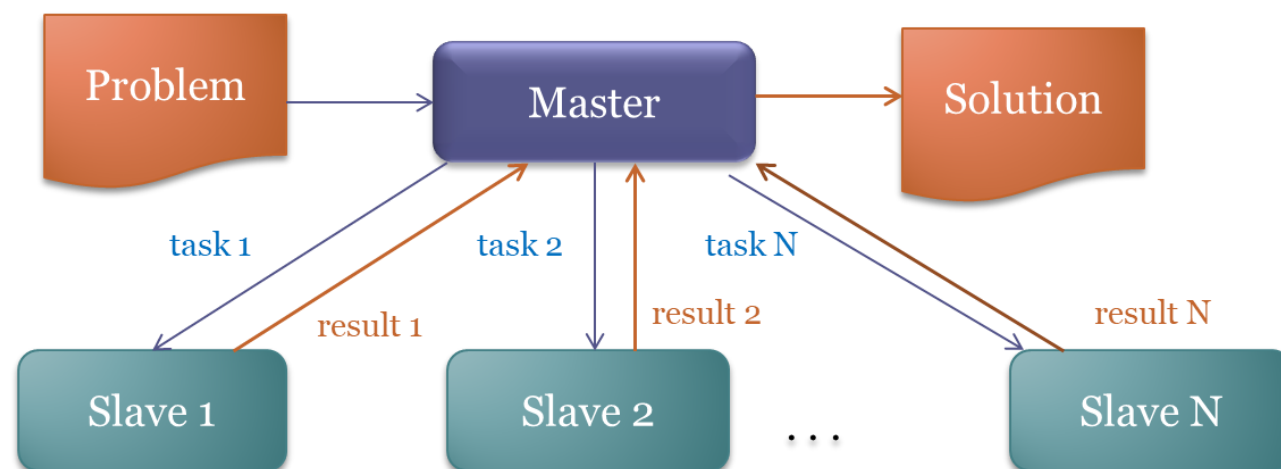 Problem
Master
Solution
task 1
task 2
task N
result 1
result 2
result N
Slave 1
Slave 2
. . .
Slave N